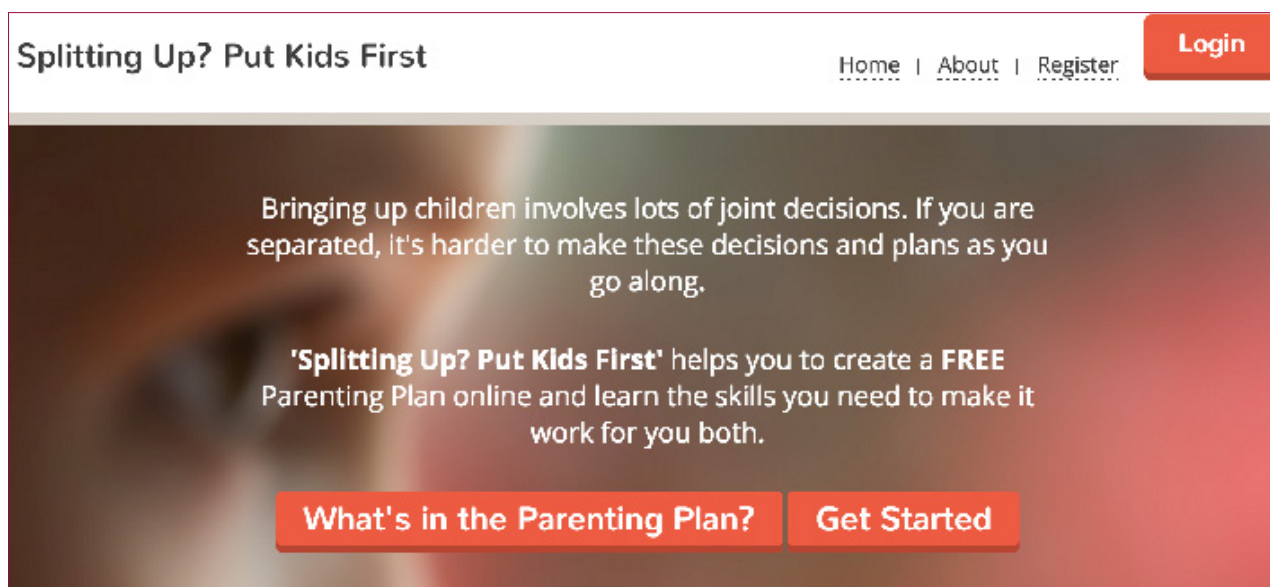 Splitting Up? Put Kids First
Login
Home | About | Register
Bringing up children involves lots of joint decisions. If you are
separated, it's harder to make these decisions and plans as you
go along.
'Splitting Up? Put Kids First' helps you to create a FREE
Parenting Plan online and learn the skills you need to make it
work for you both.
What's in the Parenting Plan?
Get Started